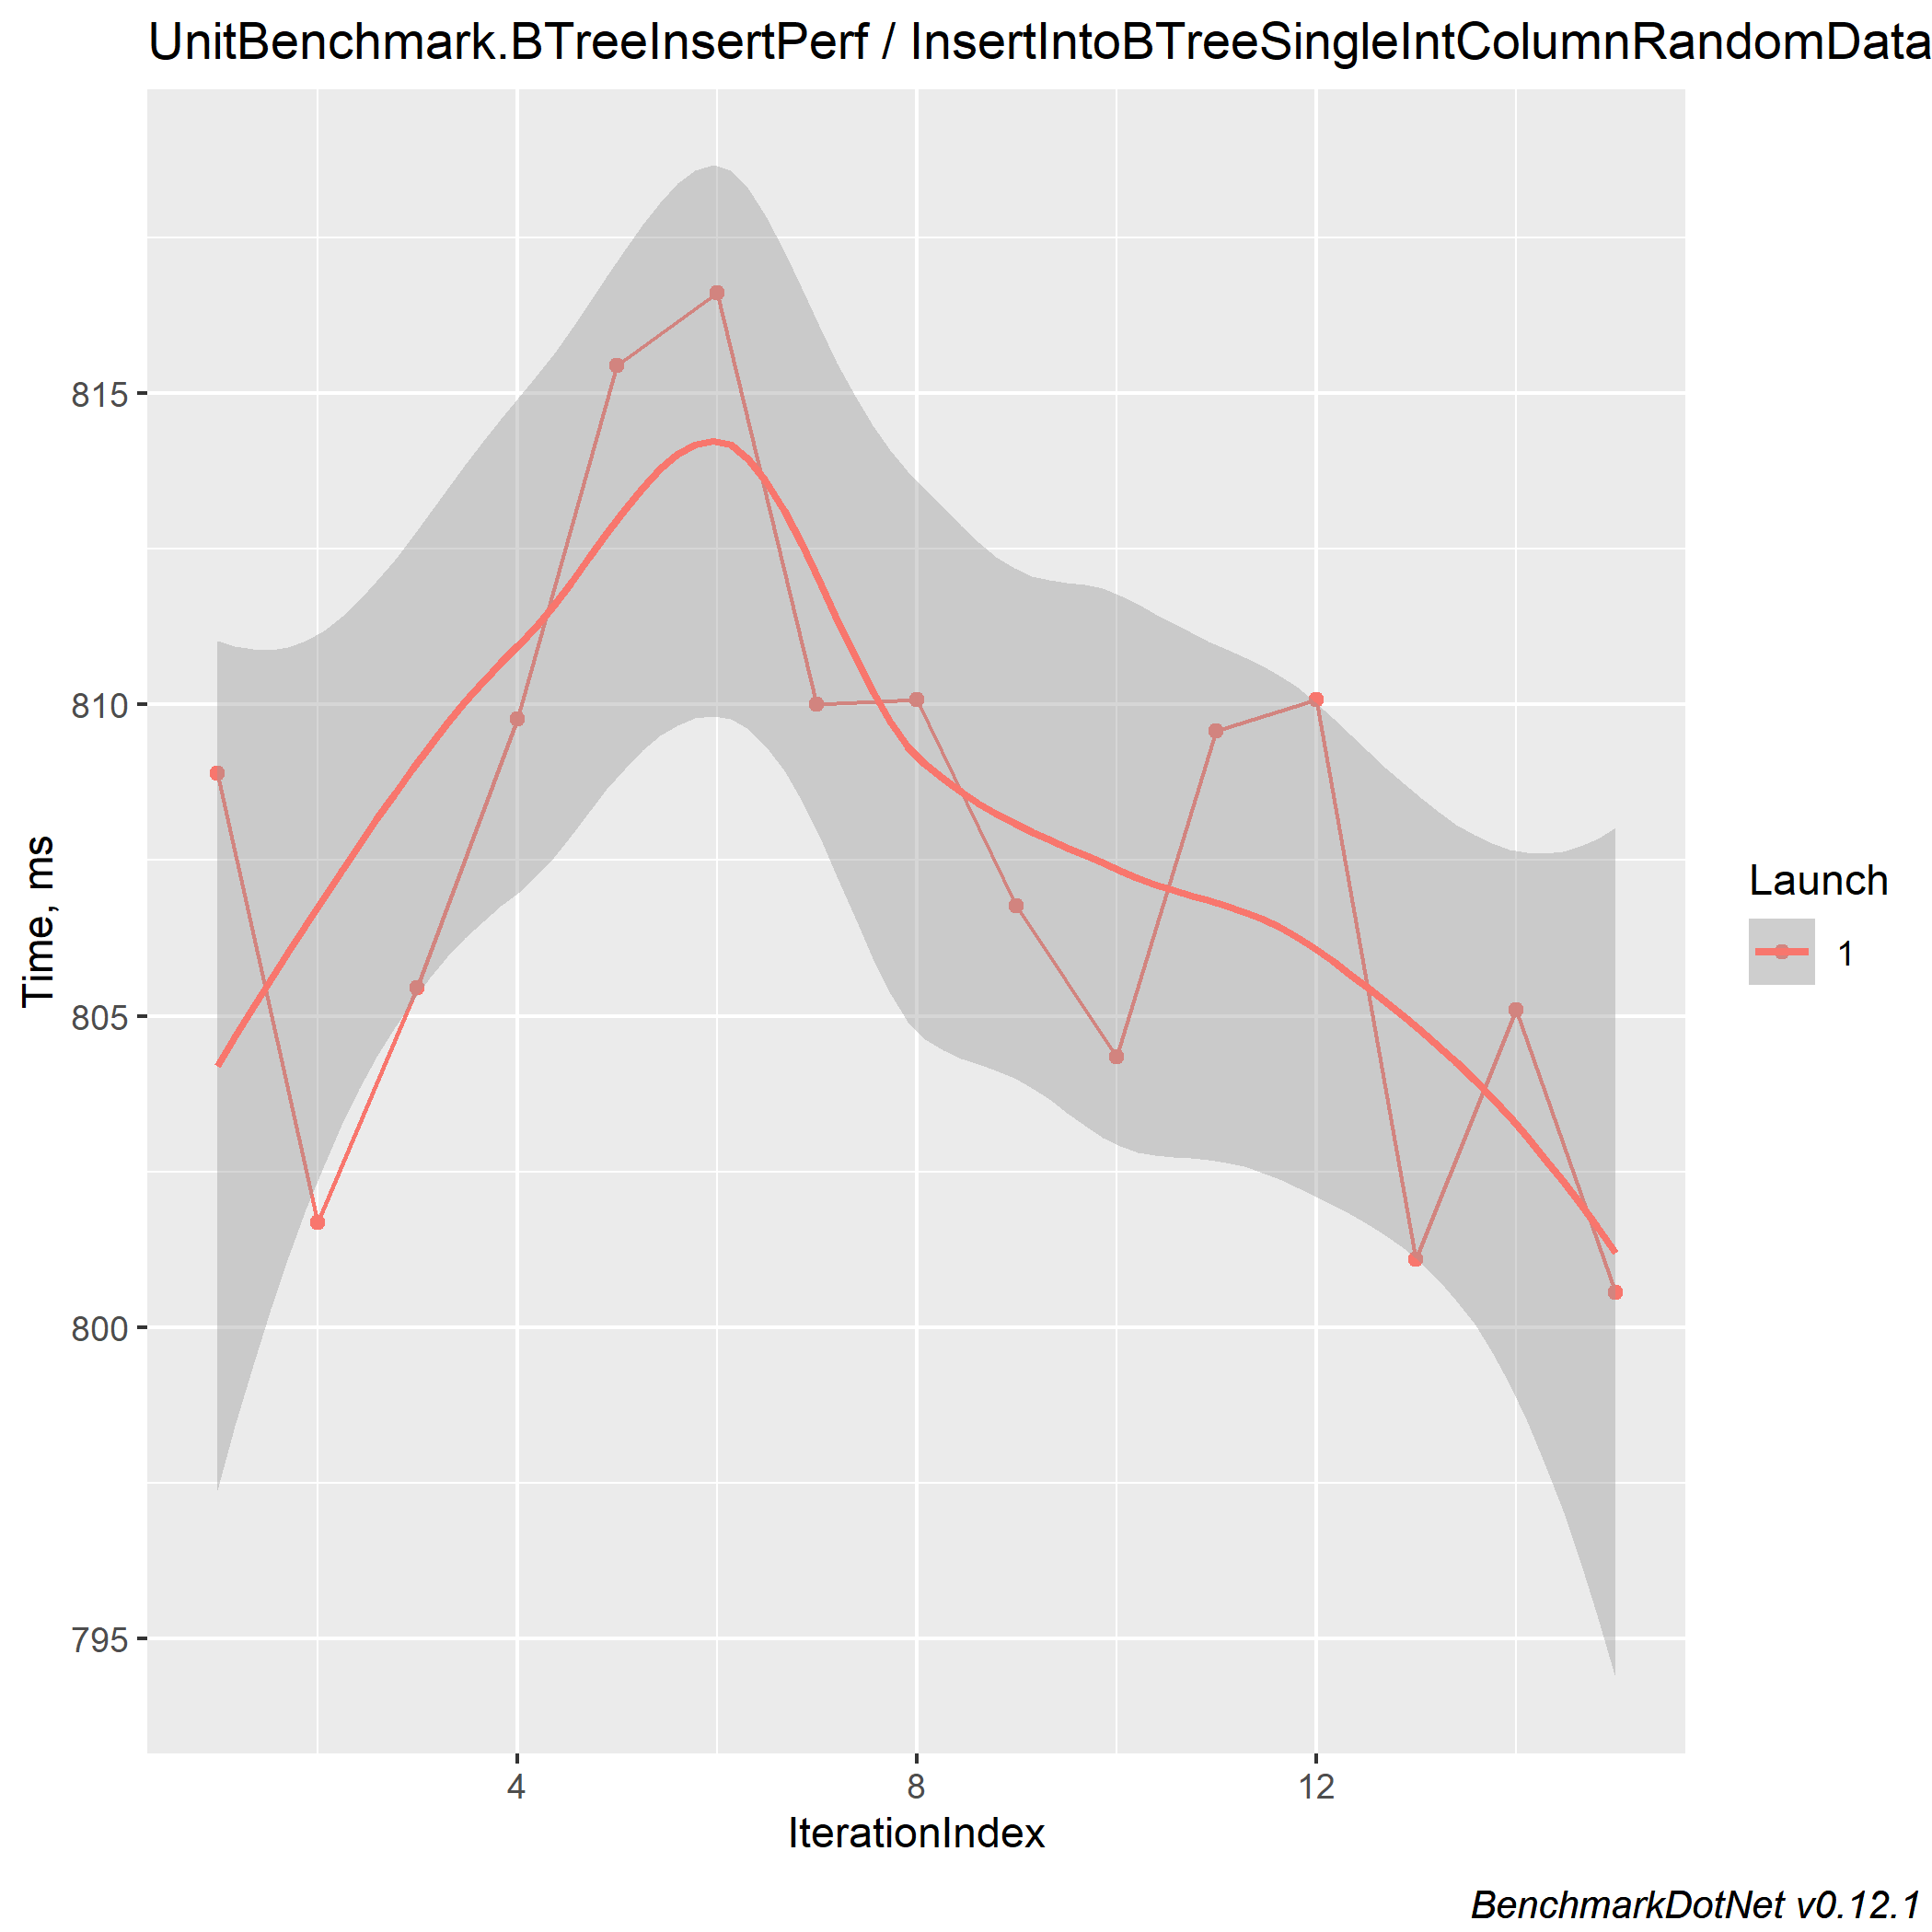 UnitBenchmark.BTreeInsertPerf / InsertIntoBTreeSingleIntColumnRandomData
815
810
805
800
795
Time, ms
4 8 12
IterationIndex
Launch
1
BenchmarkDotNet v0.12.1